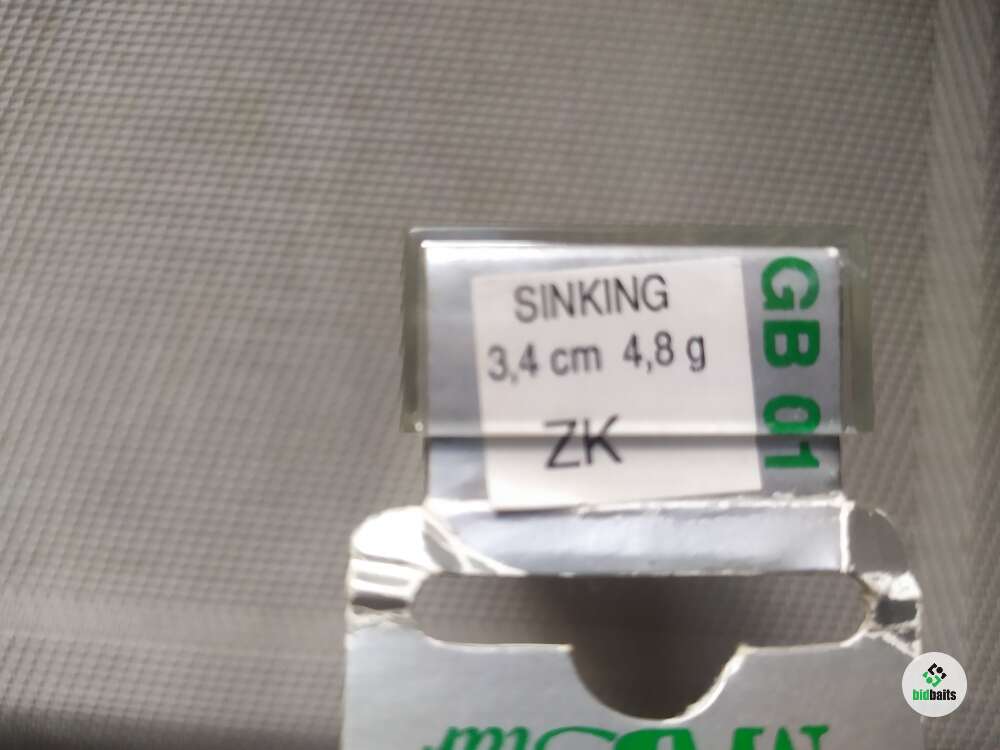 SINKING
3,4 cm 4,8 g
ZK
GB 01
bidbaits